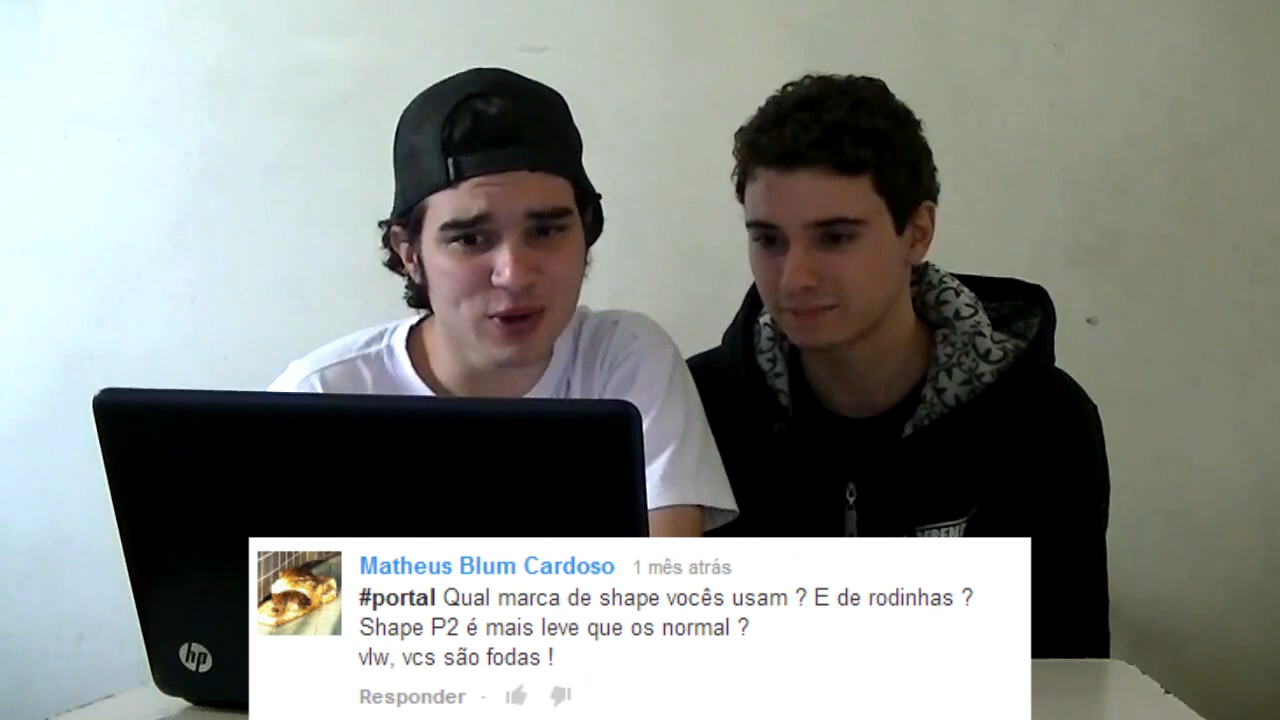 Matheus Blum Cardoso 1 mês atrás
#portal Qual marca de shape vocês usam ? E de rodinhas ?
Shape P2 é mais leve que os normal ?
vlw, vcs são fodas !
Responder
hp